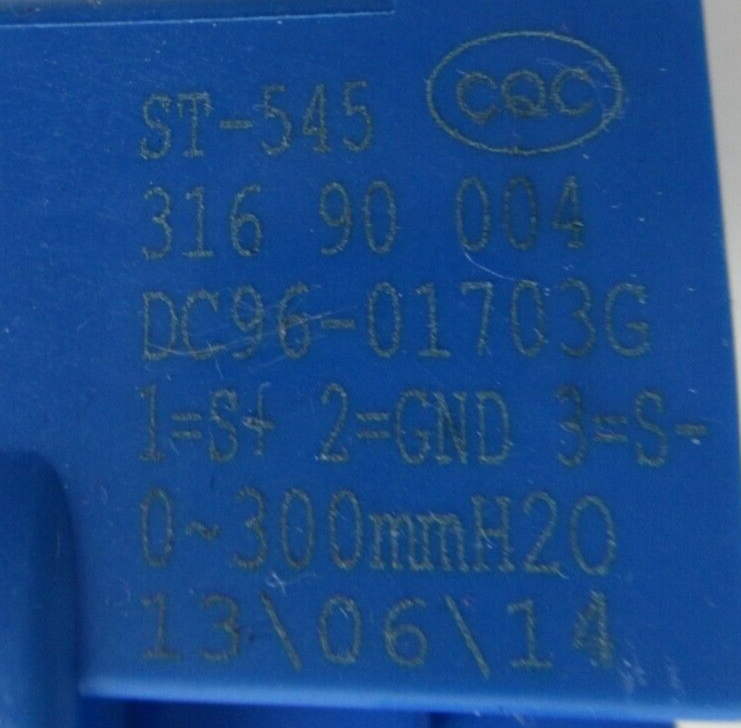 ST-545 CQC
316 90 004
DC96-01703G
1=S+ 2=GND 3=S-
0~300mmH2O
13\06\14